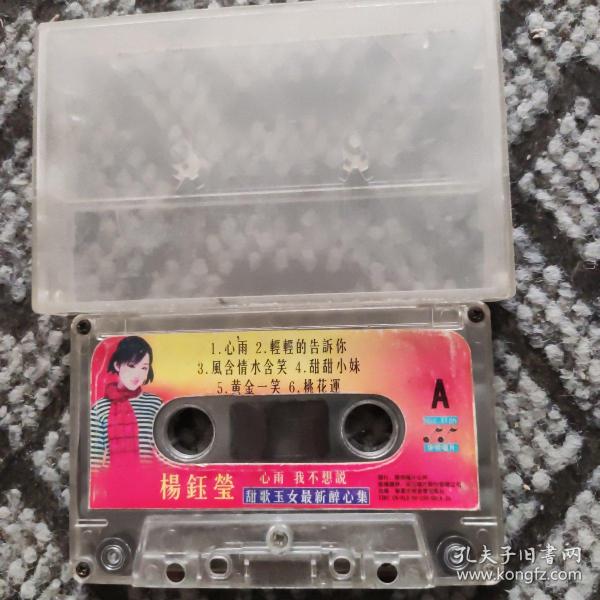 1.心雨 2.輕輕的告訴你
3.風含情水含笑 4.甜甜小妹
5.黄金一笑 6.桃花運
A
楊鈺瑩
心雨 我不想説
甜歌玉女最新醉心集
孔夫子旧書网
www.kongfz.com